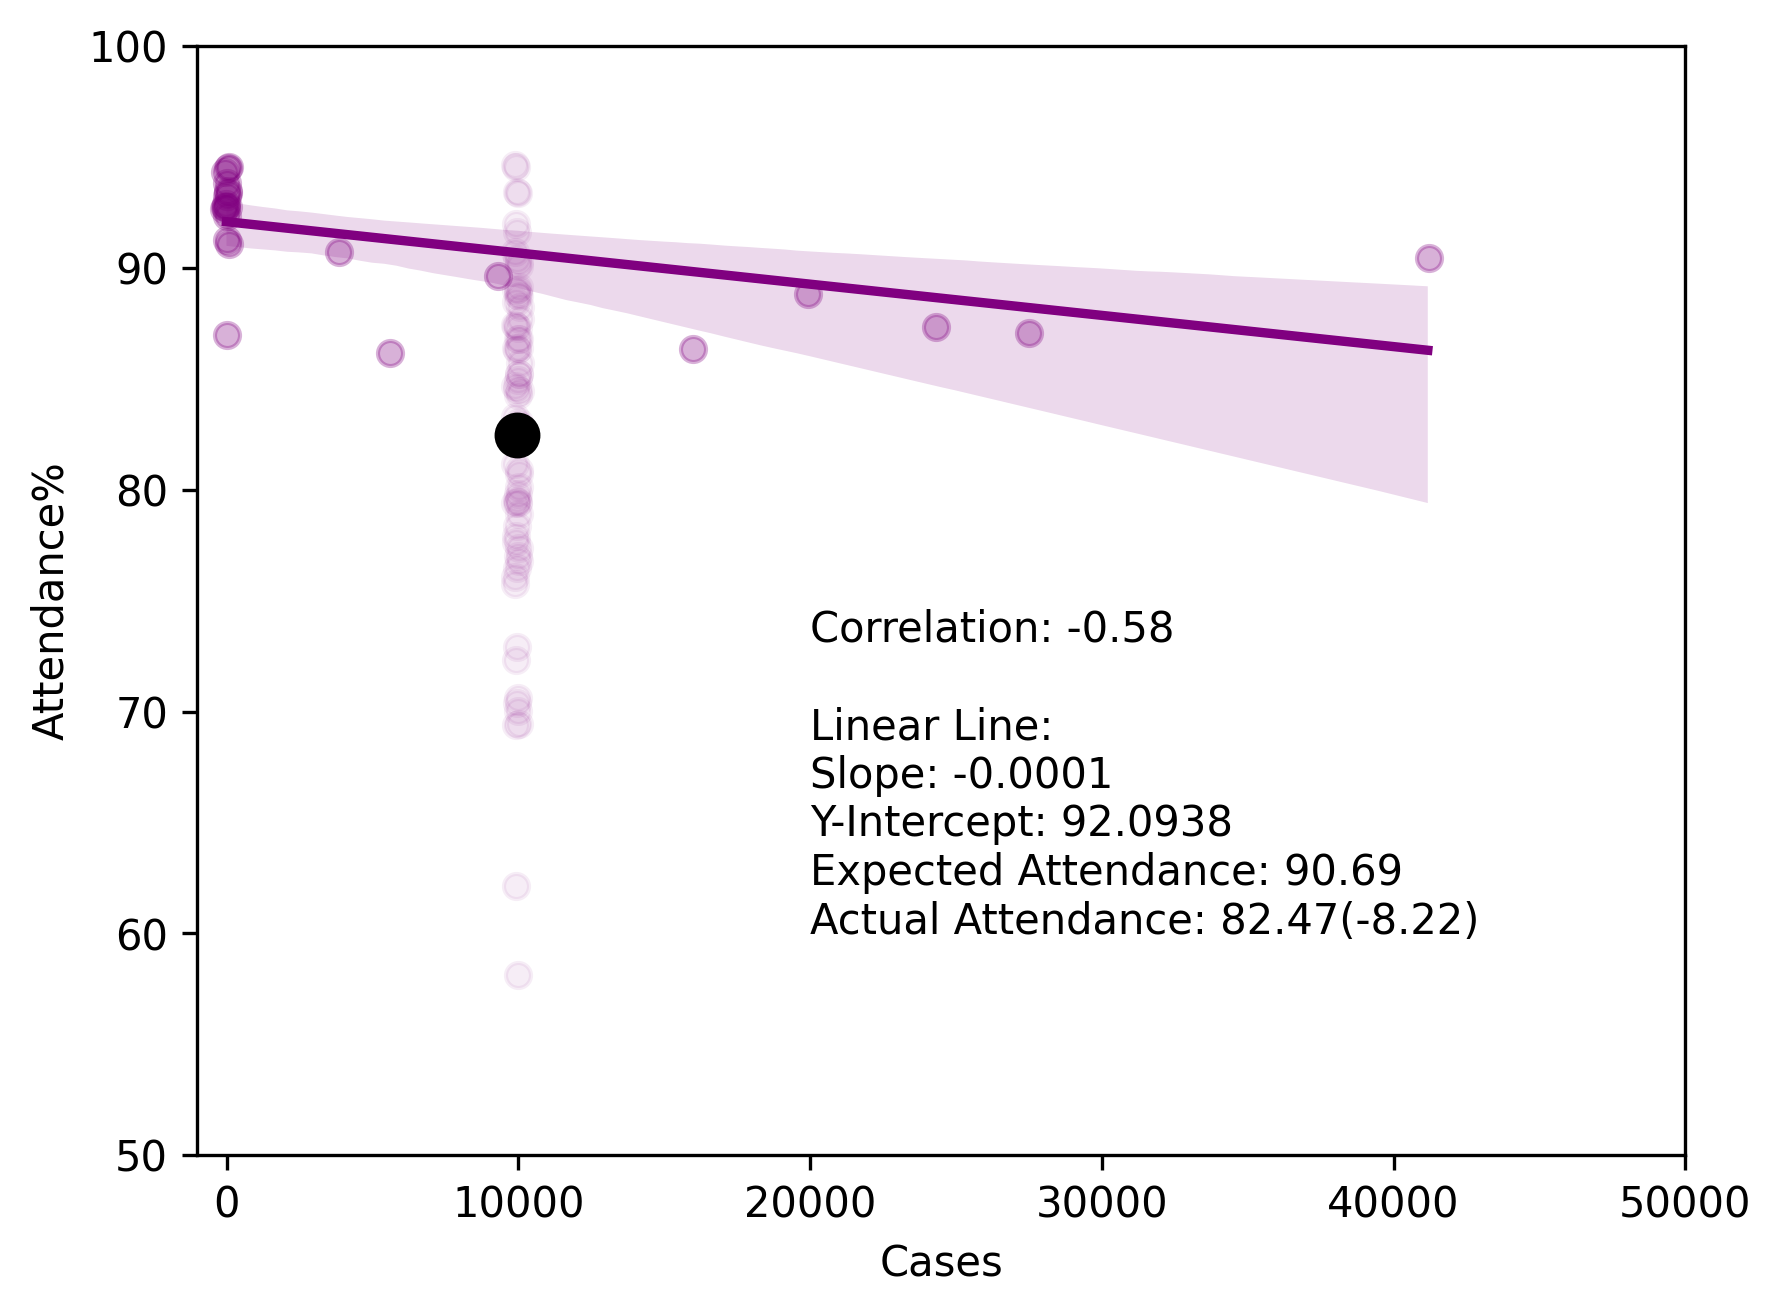 100
90
80
70
60
50
Attendance%
Correlation: -0.58
Linear Line:
Slope: -0.0001
Y-Intercept: 92.0938
Expected Attendance: 90.69
Actual Attendance: 82.47(-8.22)
0 10000 20000 30000 40000 50000
Cases